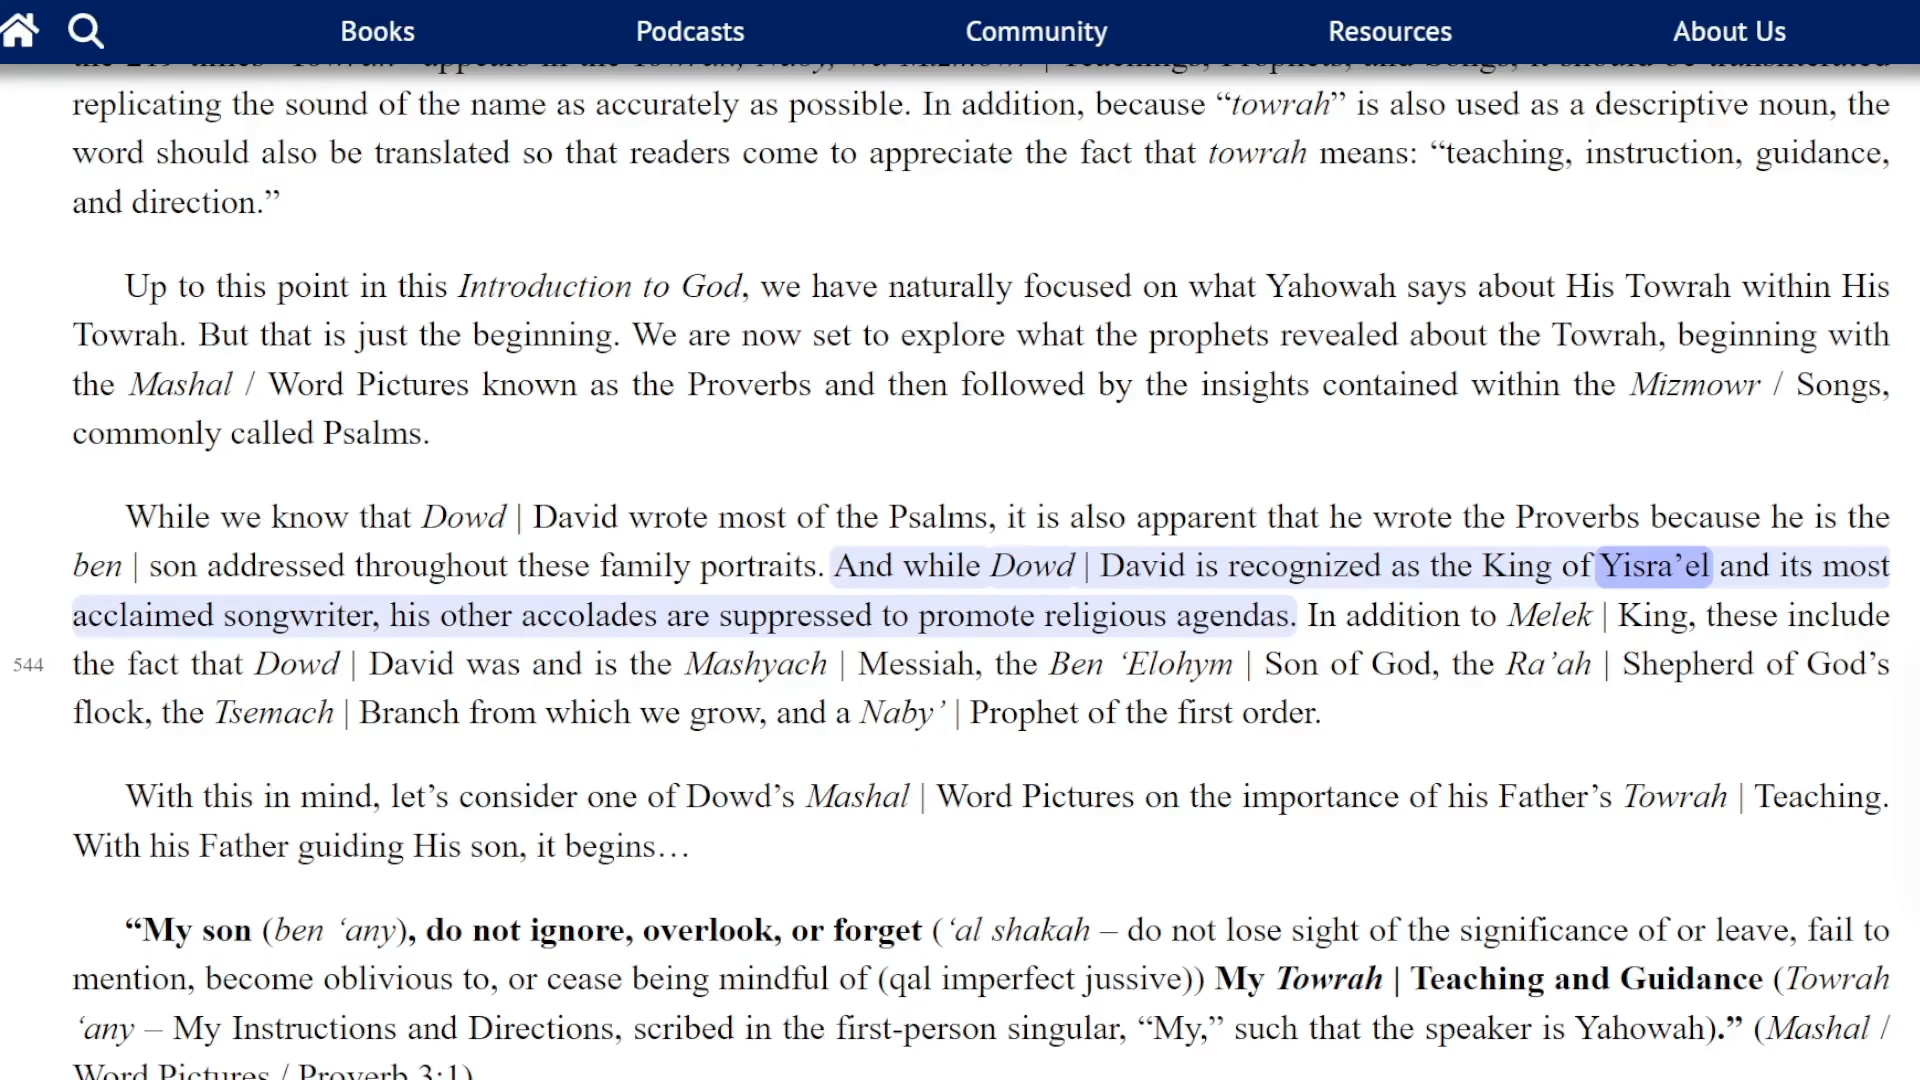 Books Podcasts Community Resources About Us
replicating the sound of the name as accurately as possible. In addition, because “towrah” is also used as a descriptive noun, the
word should also be translated so that readers come to appreciate the fact that towrah means: “teaching, instruction, guidance,
and direction.”
Up to this point in this Introduction to God, we have naturally focused on what Yahowah says about His Towrah within His
Towrah. But that is just the beginning. We are now set to explore what the prophets revealed about the Towrah, beginning with
the Mashal / Word Pictures known as the Proverbs and then followed by the insights contained within the Mizmowr / Songs,
commonly called Psalms.
While we know that Dowd | David wrote most of the Psalms, it is also apparent that he wrote the Proverbs because he is the
ben | son addressed throughout these family portraits. And while Dowd | David is recognized as the King of Yisra’el and its most
acclaimed songwriter, his other accolades are suppressed to promote religious agendas. In addition to Melek | King, these include
544 the fact that Dowd | David was and is the Mashyach | Messiah, the Ben ‘Elohym | Son of God, the Ra’ah | Shepherd of God’s
flock, the Tsemach | Branch from which we grow, and a Naby’ | Prophet of the first order.
With this in mind, let’s consider one of Dowd’s Mashal | Word Pictures on the importance of his Father’s Towrah | Teaching.
With his Father guiding His son, it begins…
“My son (ben ‘any), do not ignore, overlook, or forget (‘al shakah – do not lose sight of the significance of or leave, fail to
mention, become oblivious to, or cease being mindful of (qal imperfect jussive)) My Towrah | Teaching and Guidance (Towrah
‘any – My Instructions and Directions, scribed in the first-person singular, “My,” such that the speaker is Yahowah).” (Mashal /
Word Pictures / Proverb 3:1)